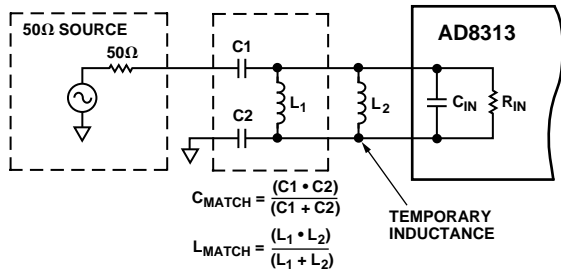 50Ω SOURCE
50Ω
C1
C2
L1
L2
AD8313
CIN
RIN
CMATCH = (C1 • C2)
(C1 + C2)
LMATCH = (L1 • L2)
(L1 + L2)
TEMPORARY
INDUCTANCE